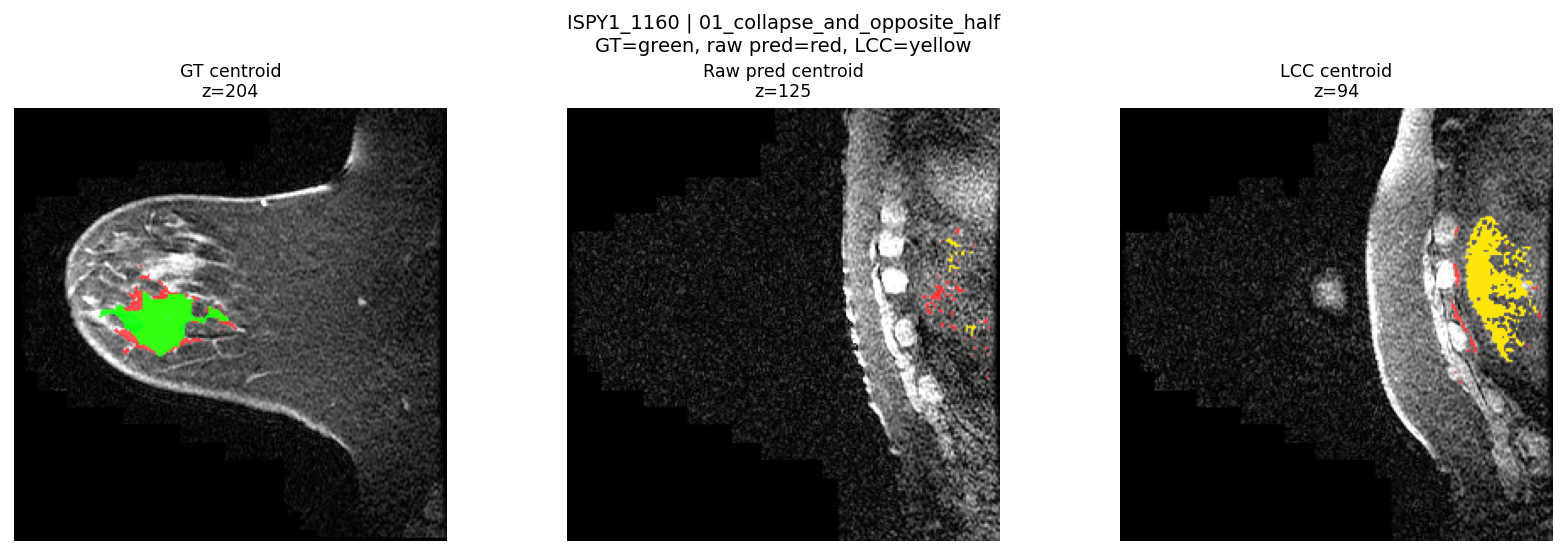 ISPY1_1160 | 01_collapse_and_opposite_half
GT=green, raw pred=red, LCC=yellow
GT centroid
z=204
Raw pred centroid
z=125
LCC centroid
z=94